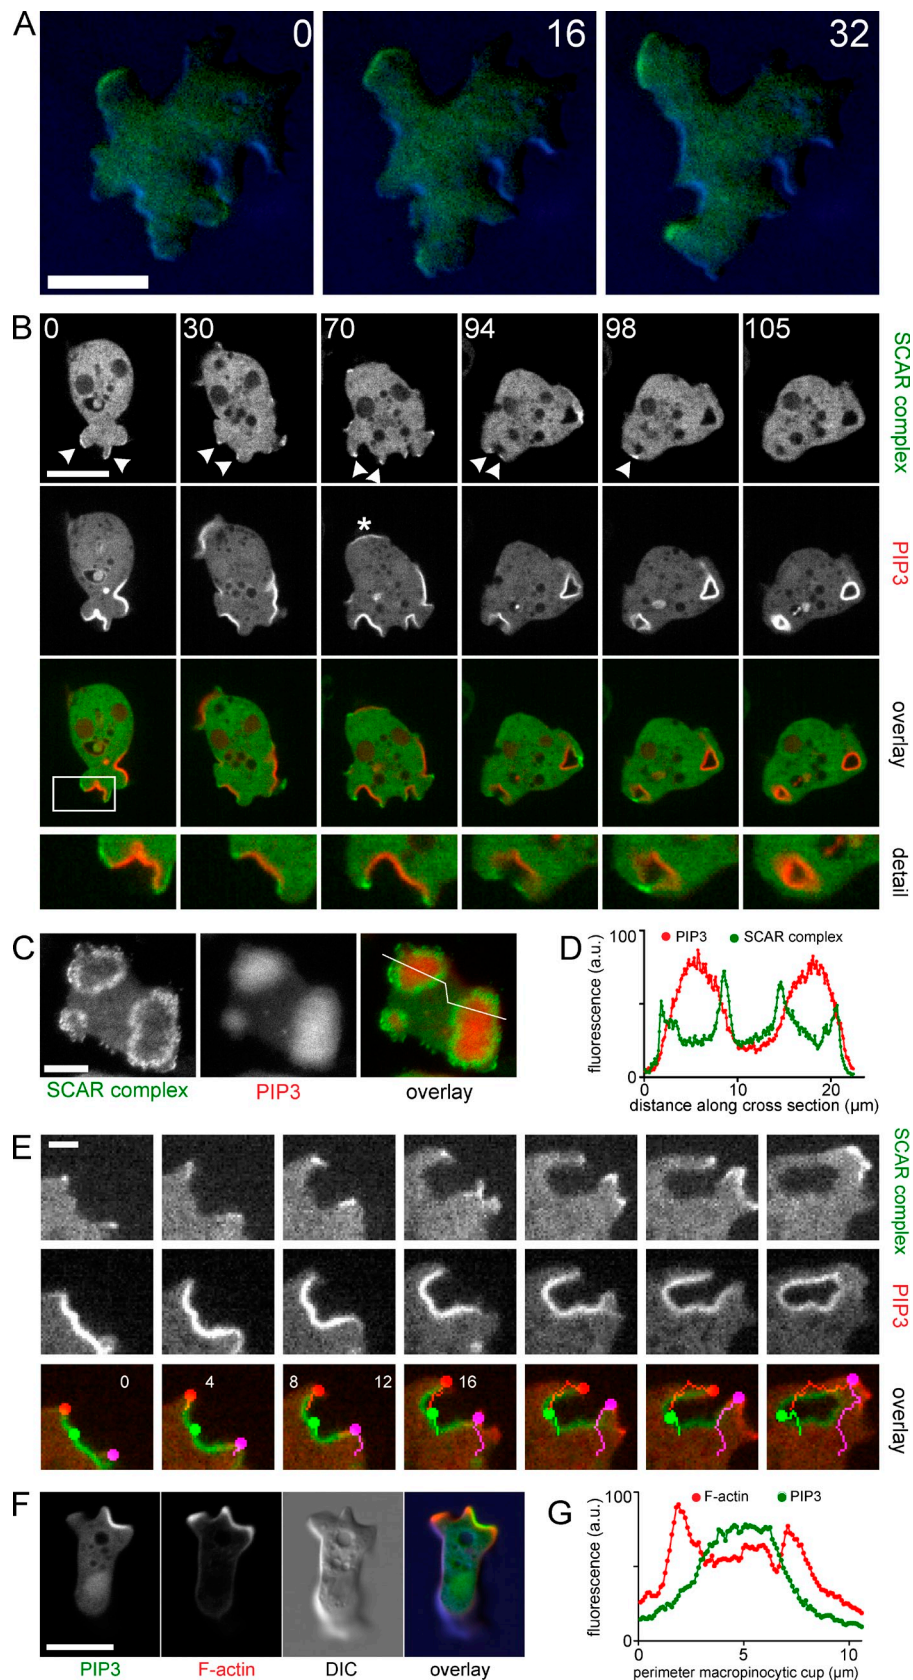 A
0
16
32
B
0
30
70
94
98
105
SCAR complex
*
PIP3
overlay
detail
C
SCAR complex
PIP3
overlay
D
PIP3
SCAR complex
fluorescence (a.u.)
100
0
0
10
20
distance along cross section (µm)
E
SCAR complex
PIP3
0
4
8
12
16
overlay
F
PIP3
F-actin
DIC
overlay
G
F-actin
PIP3
fluorescence (a.u.)
100
0
0
5
10
perimeter macropinocytic cup (µm)